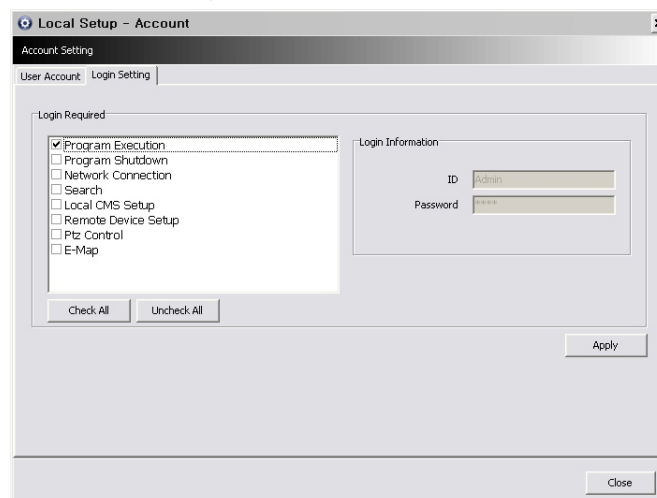 Local Setup - Account
Account Setting
User Account
Login Setting
Login Required
Program Execution
Program Shutdown
Network Connection
Search
Local CMS Setup
Remote Device Setup
Ptz Control
E-Map
Check All
Uncheck All
Login Information
ID
Admin
Password
****
Apply
Close